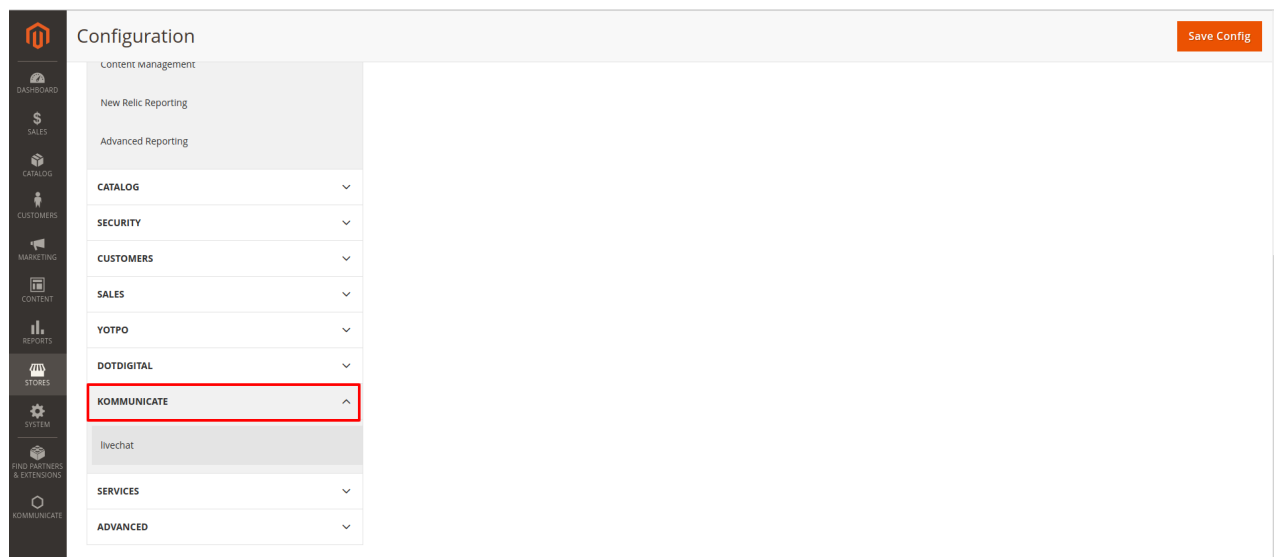 Configuration
Save Config
DASHBOARD
SALES
CATALOG
CUSTOMERS
MARKETING
CONTENT
REPORTS
STORES
SYSTEM
FIND PARTNERS
& EXTENSIONS
KOMMUNICATE
Content Management
New Relic Reporting
Advanced Reporting
CATALOG
SECURITY
CUSTOMERS
SALES
YOTPO
DOTDIGITAL
KOMMUNICATE
livechat
SERVICES
ADVANCED